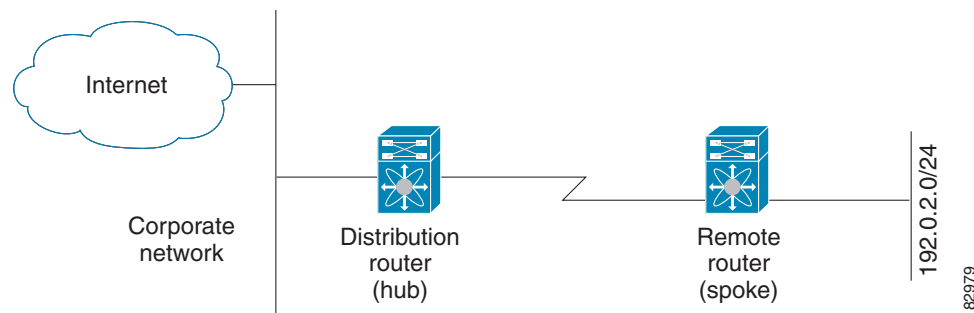 Internet
Corporate
network
Distribution
router
(hub)
Remote
router
(spoke)
192.0.2.0/24
82979